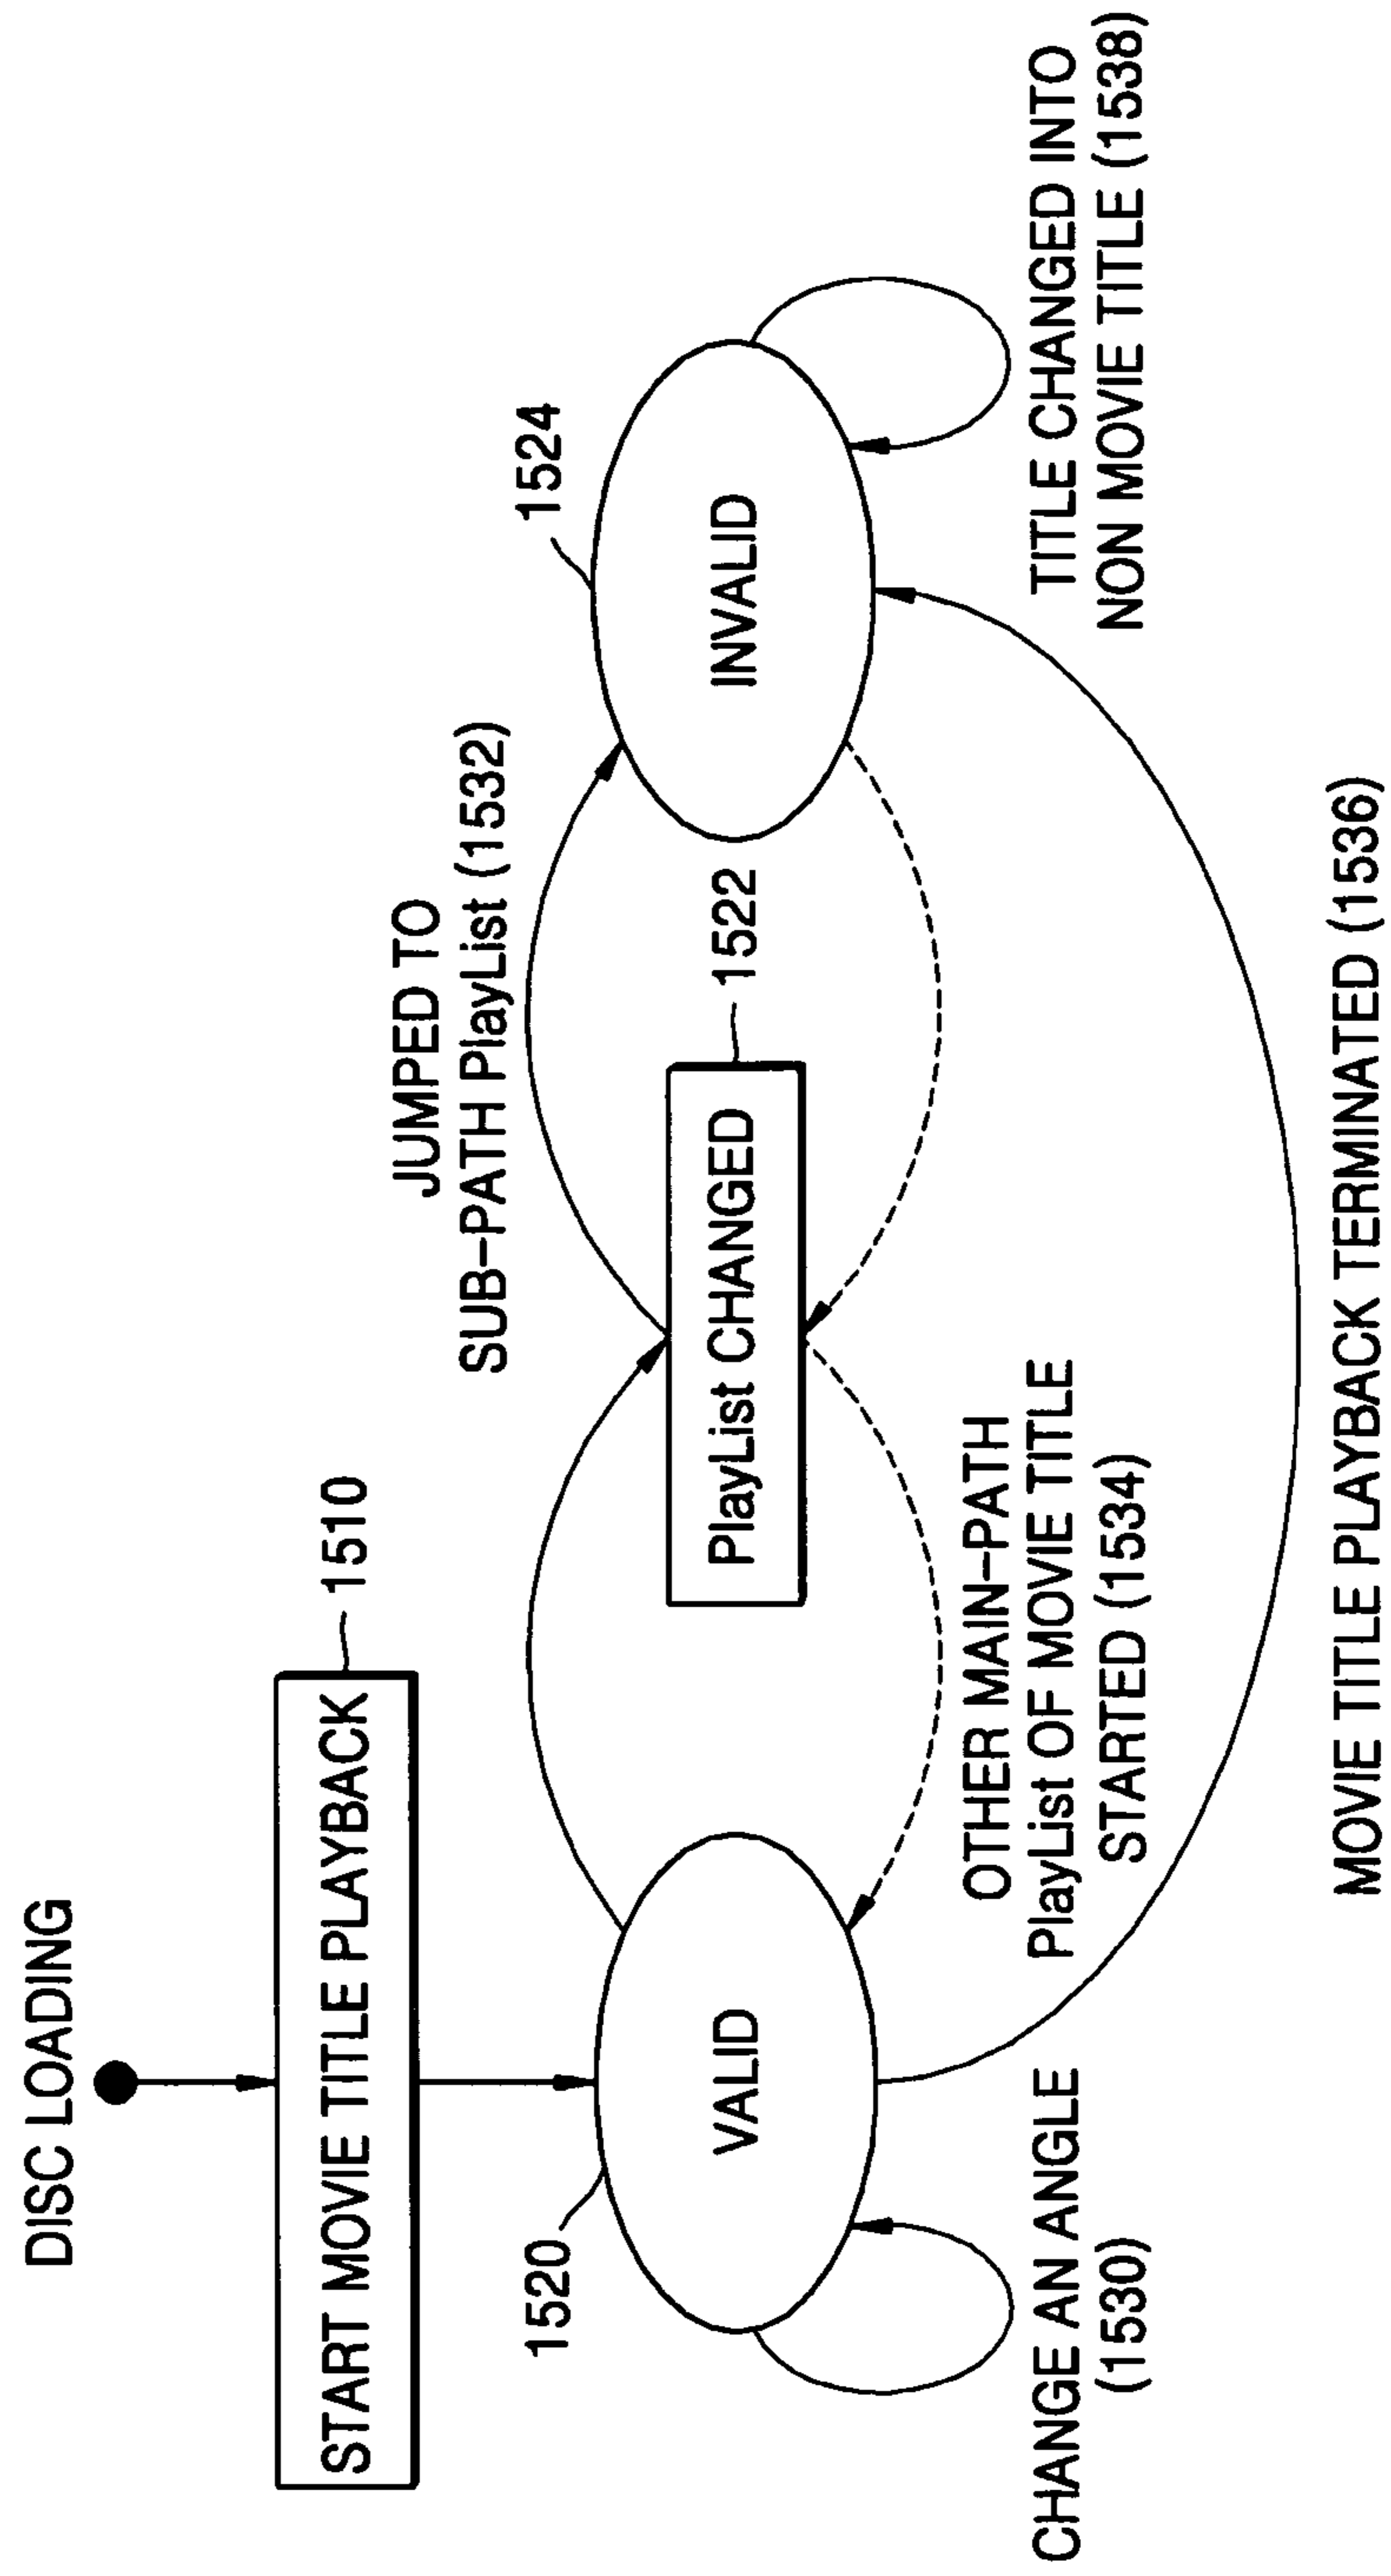 DISC LOADING
START MOVIE TITLE PLAYBACK
1510
1520
VALID
CHANGE AN ANGLE
(1530)
JUMPED TO
SUB-PATH PlayList (1532)
PlayList CHANGED
1522
OTHER MAIN-PATH
PlayList OF MOVIE TITLE
STARTED (1534)
1524
INVALID
TITLE CHANGED INTO
NON MOVIE TITLE (1538)
MOVIE TITLE PLAYBACK TERMINATED (1536)